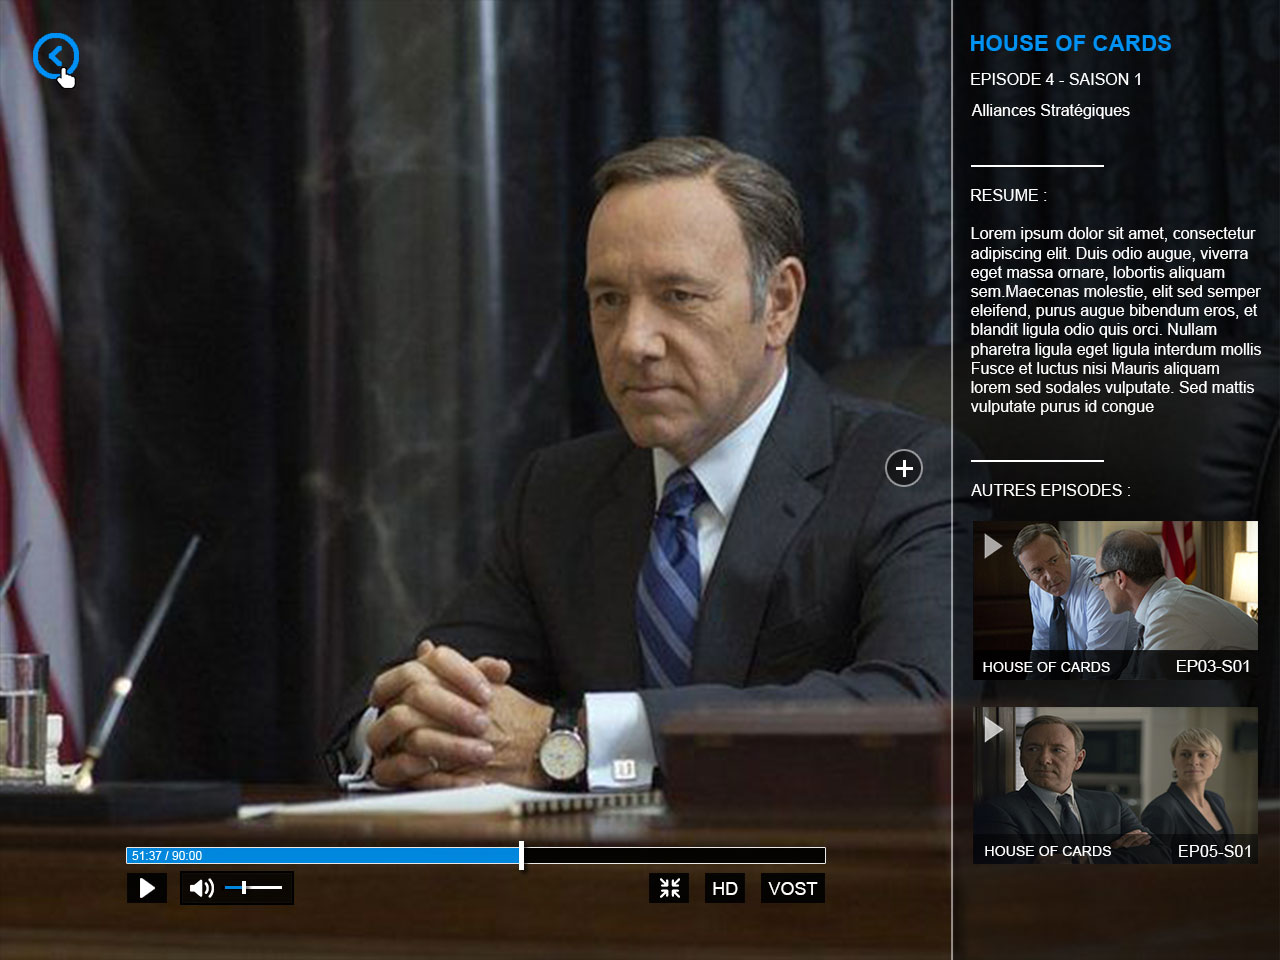 HOUSE OF CARDS
EPISODE 4 - SAISON 1
Alliances Stratégiques
RESUME :
Lorem ipsum dolor sit amet, consectetur
adipiscing elit. Duis odio augue, viverra
eget massa ornare, lobortis aliquam
sem.Maecenas molestie, elit sed semper
eleifend, purus augue bibendum eros, et
blandit ligula odio quis orci. Nullam
pharetra ligula eget ligula interdum mollis
Fusce et luctus nisi Mauris aliquam
lorem sed sodales vulputate. Sed mattis
vulputate purus id congue
AUTRES EPISODES :
HOUSE OF CARDS EP03-S01
HOUSE OF CARDS EP05-S01
51:37 / 90:00
HD VOST